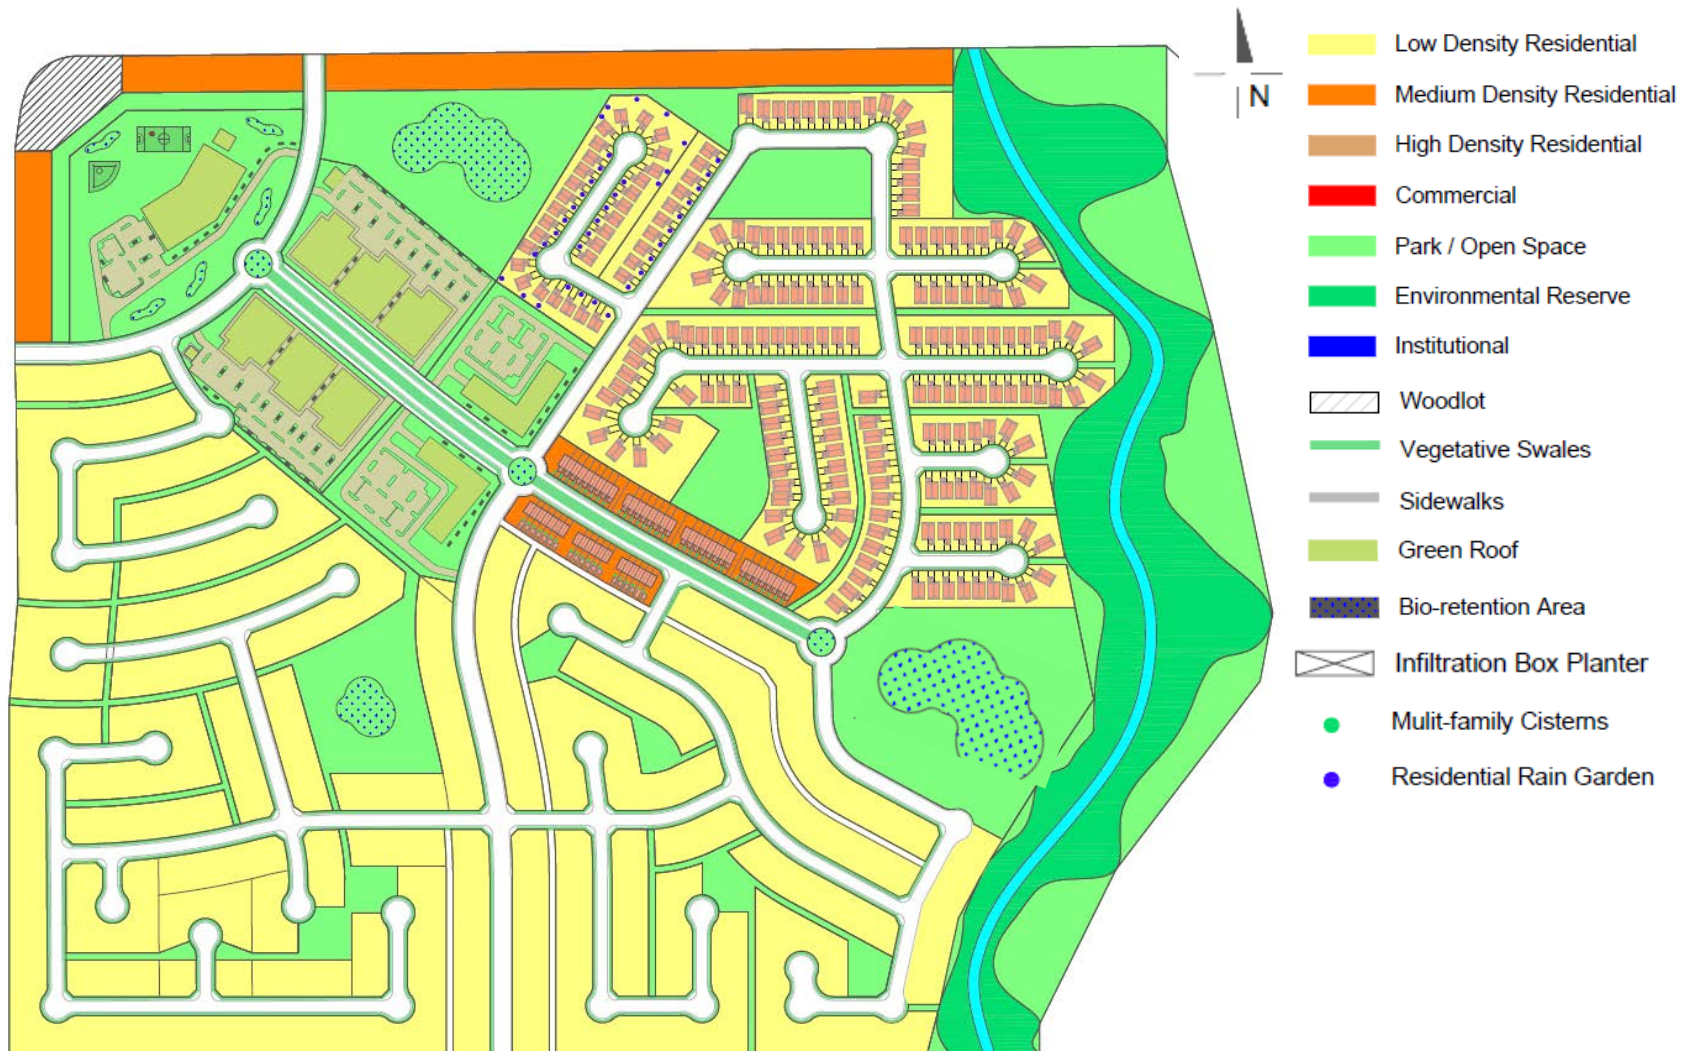 N
Low Density Residential
Medium Density Residential
High Density Residential
Commercial
Park / Open Space
Environmental Reserve
Institutional
Woodlot
Vegetative Swales
Sidewalks
Green Roof
Bio-retention Area
Infiltration Box Planter
Mulit-family Cisterns
Residential Rain Garden